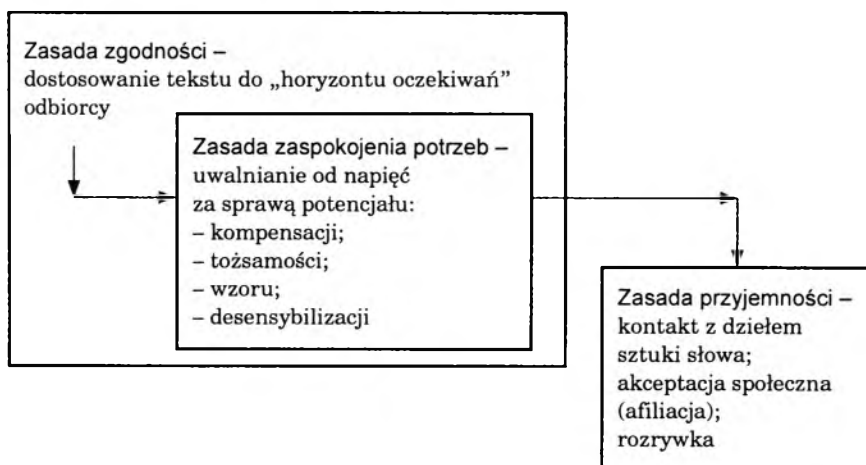 Zasada zgodności –
dostosowanie tekstu do „horyzontu oczekiwań”
odbiorcy
Zasada zaspokojenia potrzeb –
uwalnianie od napięć
za sprawą potencjału:
– kompensacji;
– tożsamości;
– wzoru;
– desensybilizacji
Zasada przyjemności –
kontakt z dziełem
sztuki słowa;
akceptacja społeczna
(afiliacja);
rozrywka